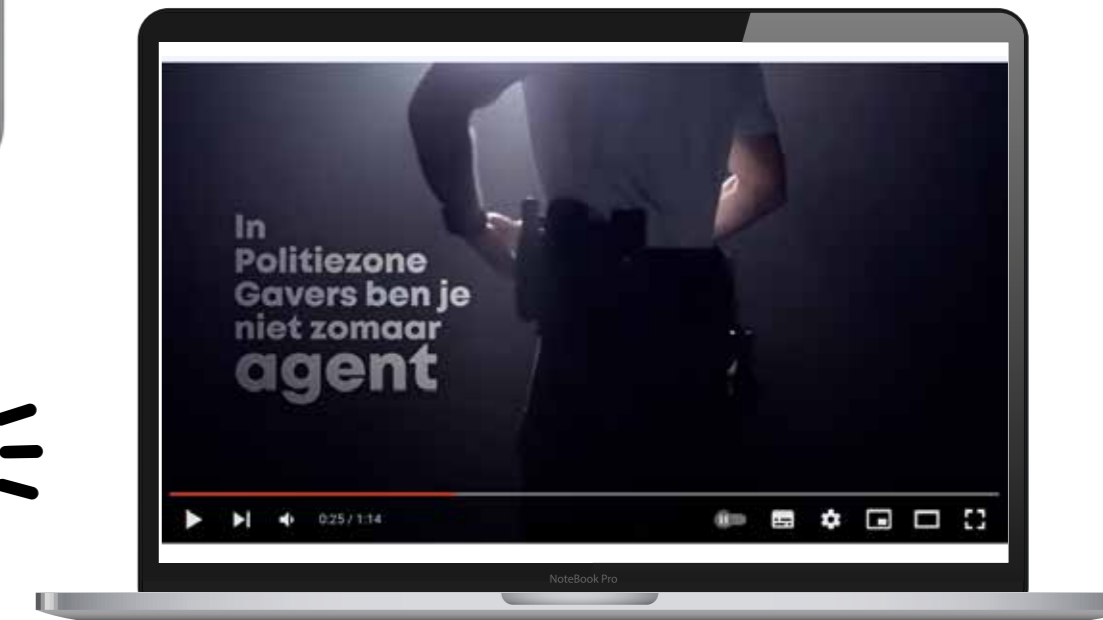 In
Politiezone
Gavers ben je
niet zomaar
agent
0:25 / 1:14
NoteBook Pro